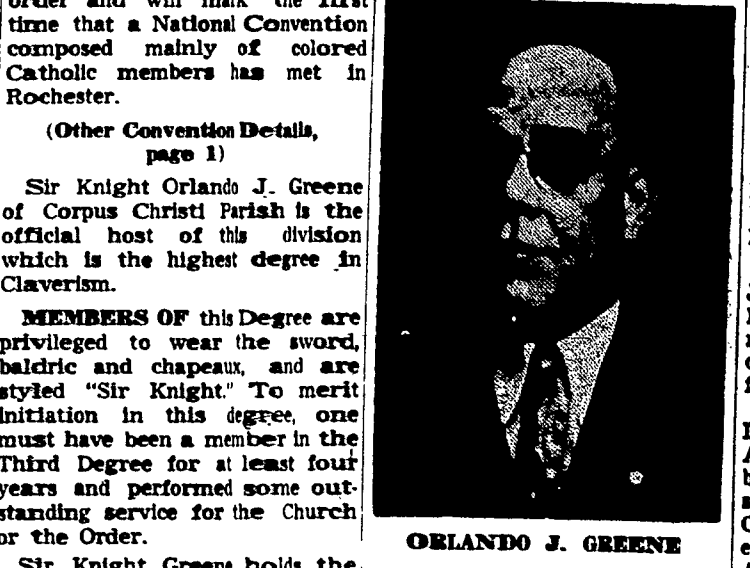 order and will mark the first
time that a National Convention
composed mainly of colored
Catholic members has met in
Rochester.
(Other Convention Details,
page 1)
Sir Knight Orlando J. Greene
of Corpus Christi Parish is the
official host of this division
which is the highest degree in
Claverism.
MEMBERS OF this Degree are
privileged to wear the sword,
baldric and chapeaux, and are
styled "Sir Knight." To merit
initiation in this degree, one
must have been a member in the
Third Degree for at least four
years and performed some out-
standing service for the Church
or the Order.
Sir Knight Greene holds the
ORLANDO J. GREENE